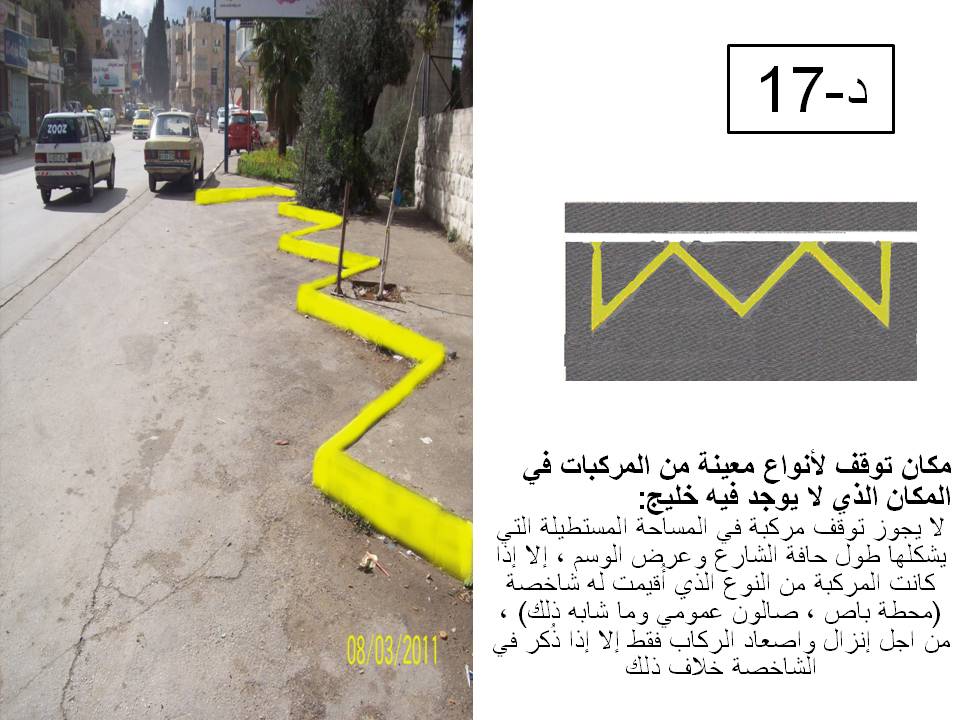 د-17
مكان توقف لأنواع معينة من المركبات في
المكان الذي لا يوجد فيه خليج:
لا يجوز توقف مركبة في المساحة المستطيلة التي
يشكلها طول حافة الشارع وعرض الوسم ، إلا إذا
كانت المركبة من النوع الذي أُقيمت له شاخصة
(محطة باص ، صالون عمومي وما شابه ذلك) ،
من اجل إنزال واصعاد الركاب فقط إلا إذا ذُكر في
الشاخصة خلاف ذلك
ZOOZ
08/03/2011